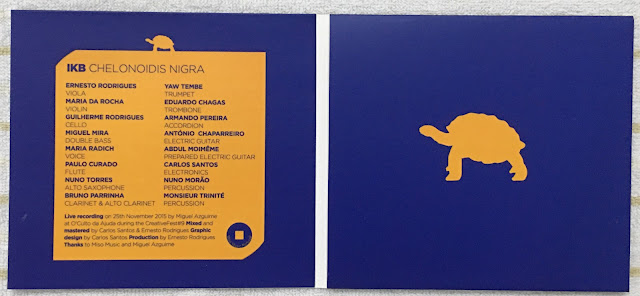 IKB CHELONOIDIS NIGRA
ERNESTO RODRIGUES
VIOLA
MARIA DA ROCHA
VIOLIN
GUILHERME RODRIGUES
CELLO
MIGUEL MIRA
DOUBLE BASS
MARIA RADICH
VOICE
PAULO CURADO
FLUTE
NUNO TORRES
ALTO SAXOPHONE
BRUNO PARRINHA
CLARINET & ALTO CLARINET
YAW TEMBE
TRUMPET
EDUARDO CHAGAS
TROMBONE
ARMANDO PEREIRA
ACCORDION
ANTÓNIO CHAPARREIRO
ELECTRIC GUITAR
ABDUL MOIMÊME
PREPARED ELECTRIC GUITAR
CARLOS SANTOS
ELECTRONICS
NUNO MORÃO
PERCUSSION
MONSIEUR TRINITÉ
PERCUSSION
Live recording on 25th November 2015 by Miguel Azguime
at O'Culto da Ajuda during the CreativeFest#9 Mixed and
mastered by Carlos Santos & Ernesto Rodrigues Graphic
design by Carlos Santos Production by Ernesto Rodrigues
Thanks to Miso Music and Miguel Azguime